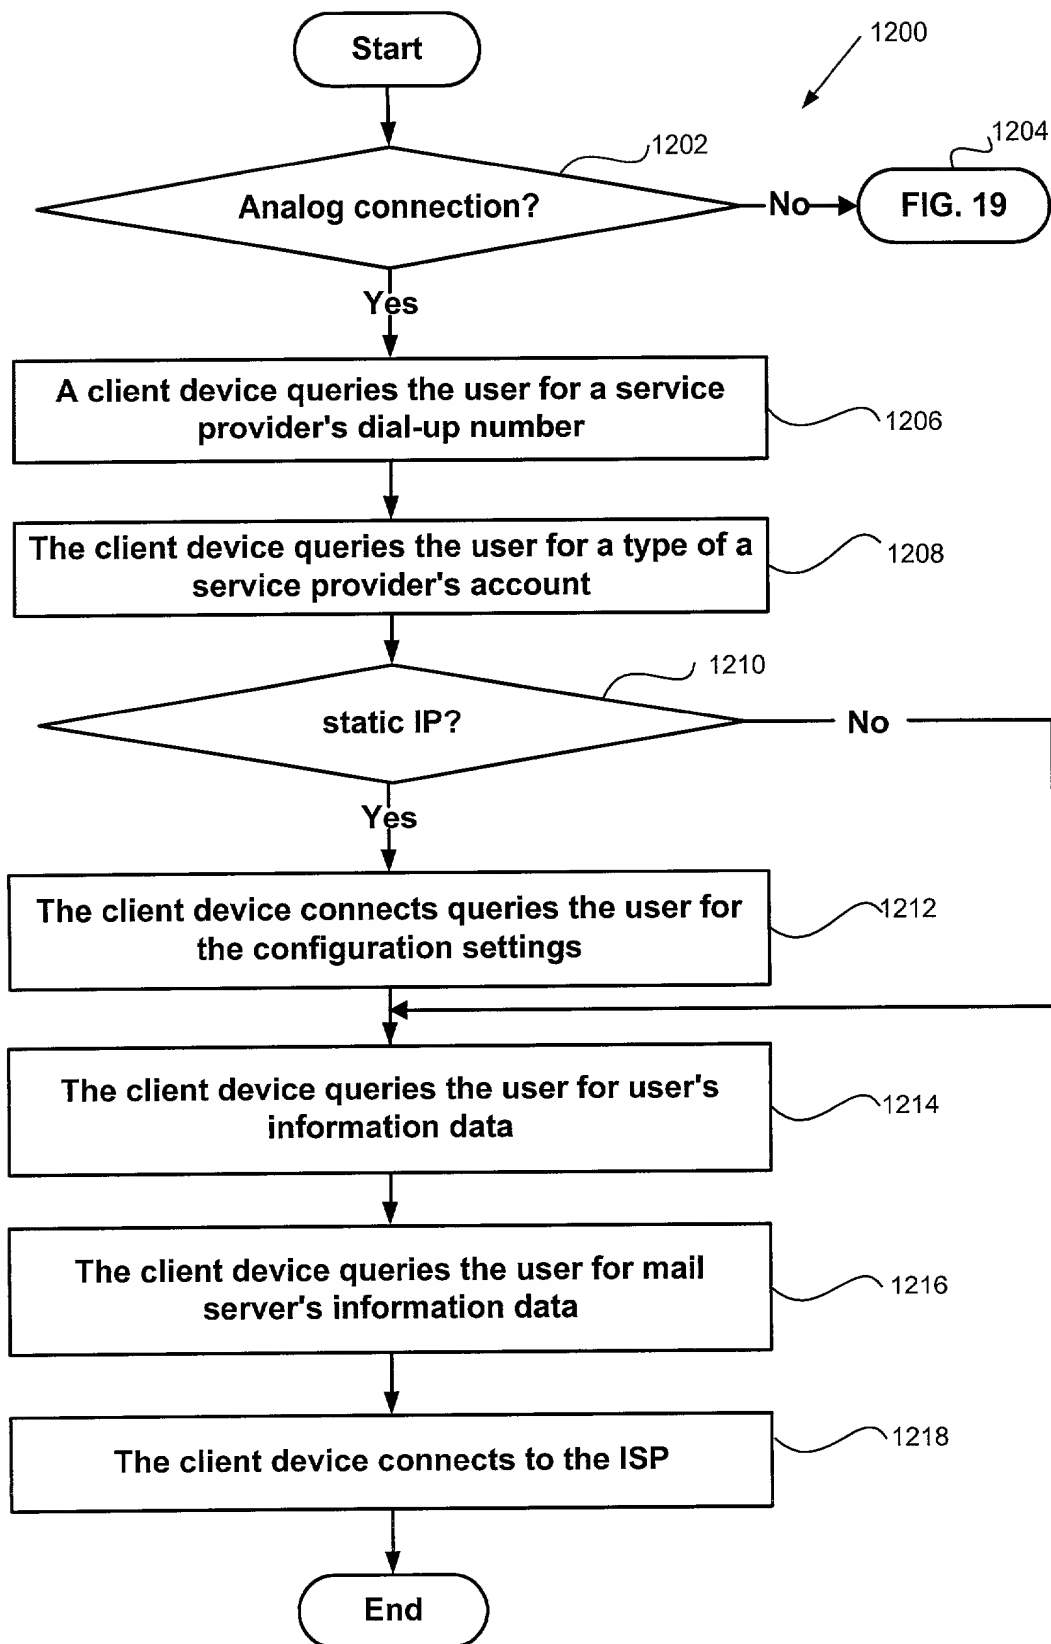 Start
1200
1202
1204
Analog connection?
No
FIG. 19
Yes
A client device queries the user for a service
provider's dial-up number
1206
The client device queries the user for a type of a
service provider's account
1208
1210
static IP?
No
Yes
The client device connects queries the user for
the configuration settings
1212
The client device queries the user for user's
information data
1214
The client device queries the user for mail
server's information data
1216
The client device connects to the ISP
1218
End